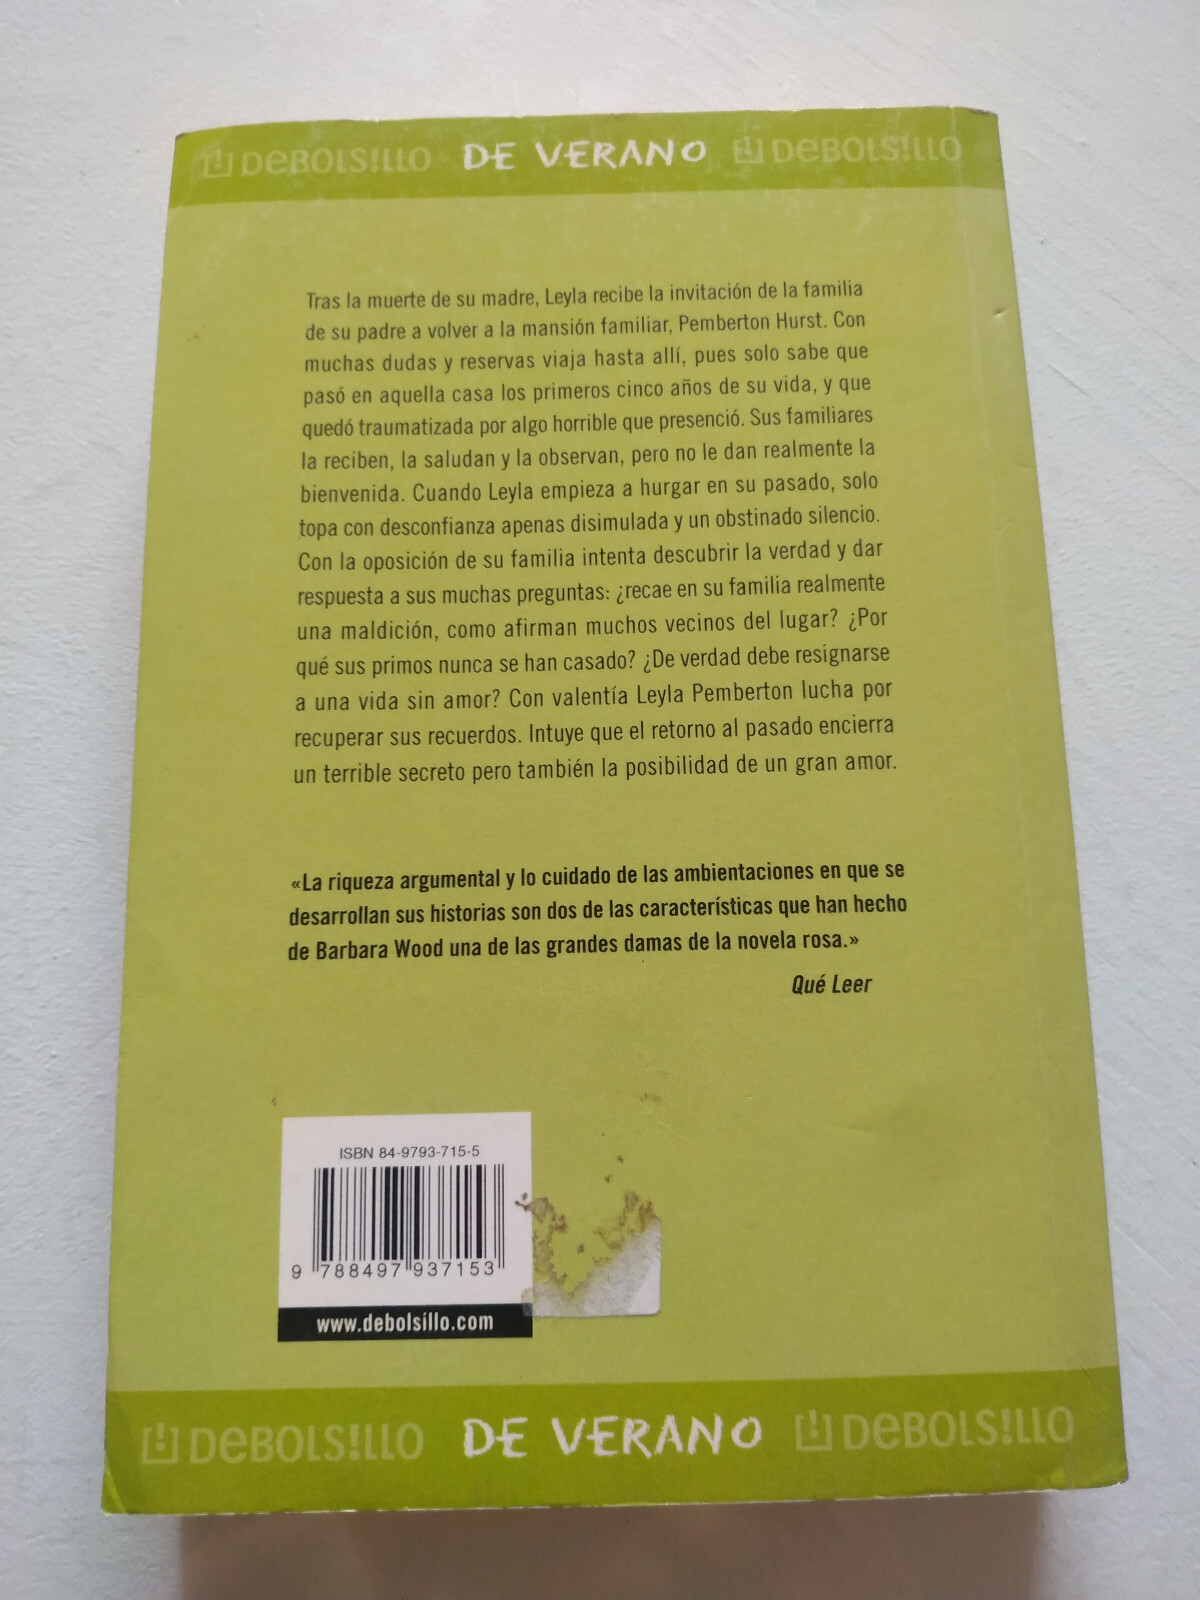 DEBOLS!LLO DE VERANO DEBOLS!LLO
Tras la muerte de su madre, Leyla recibe la invitación de la familia
de su padre a volver a la mansión familiar, Pemberton Hurst. Con
muchas dudas y reservas viaja hasta allí, pues solo sabe que
pasó en aquella casa los primeros cinco años de su vida, y que
quedó traumatizada por algo horrible que presenció. Sus familiares
la reciben, la saludan y la observan, pero no le dan realmente la
bienvenida. Cuando Leyla empieza a hurgar en su pasado, solo
topa con desconfianza apenas disimulada y un obstinado silencio.
Con la oposición de su familia intenta descubrir la verdad y dar
respuesta a sus muchas preguntas: ¿recae en su familia realmente
una maldición, como afirman muchos vecinos del lugar? ¿Por
qué sus primos nunca se han casado? ¿De verdad debe resignarse
a una vida sin amor? Con valentía Leyla Pemberton lucha por
recuperar sus recuerdos. Intuye que el retorno al pasado encierra
un terrible secreto pero también la posibilidad de un gran amor.
«La riqueza argumental y lo cuidado de las ambientaciones en que se
desarrollan sus historias son dos de las características que han hecho
de Barbara Wood una de las grandes damas de la novela rosa.»
Qué Leer
ISBN 84-9793-715-5
9 788497 937153
www.debolsillo.com
DEBOLS!LLO DE VERANO DEBOLS!LLO